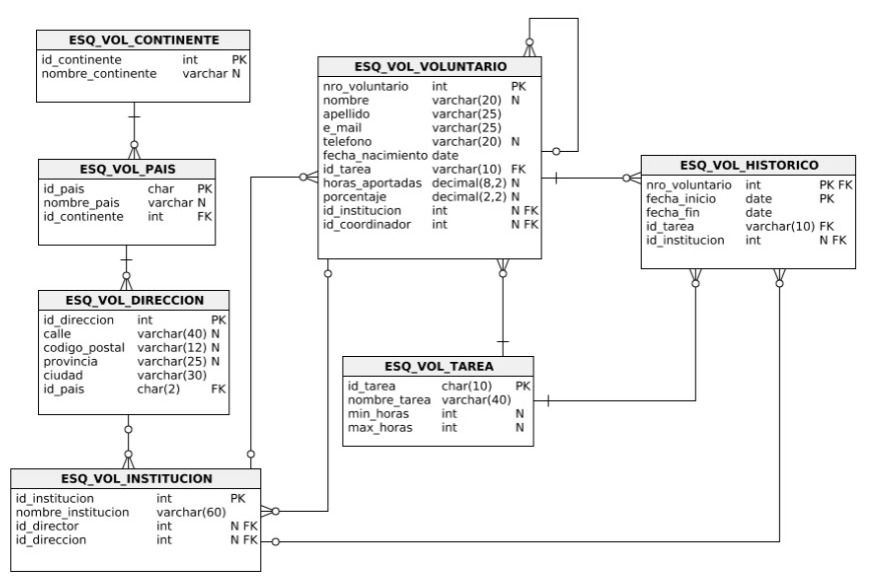 ESQ_VOL_CONTINENTE
id_continente int PK
nombre_continente varchar N
ESQ_VOL_PAIS
id_pais char PK
nombre_pais varchar N
id_continente int FK
ESQ_VOL_DIRECCION
id_direccion int PK
calle varchar(40) N
codigo_postal varchar(12) N
provincia varchar(25) N
ciudad varchar(30)
id_pais char(2) FK
ESQ_VOL_INSTITUCION
id_institucion int PK
nombre_institucion varchar(60)
id_director int N FK
id_direccion int N FK
ESQ_VOL_VOLUNTARIO
nro_voluntario int PK
nombre varchar(20) N
apellido varchar(25)
e_mail varchar(25)
telefono varchar(20) N
fecha_nacimiento date
id_tarea varchar(10) FK
horas_aportadas decimal(8,2) N
porcentaje decimal(2,2) N
id_institucion int N FK
id_coordinador int N FK
ESQ_VOL_TAREA
id_tarea char(10) PK
nombre_tarea varchar(40)
min_horas int N
max_horas int N
ESQ_VOL_HISTORICO
nro_voluntario int PK FK
fecha_inicio date PK
fecha_fin date
id_tarea varchar(10) FK
id_institucion int N FK